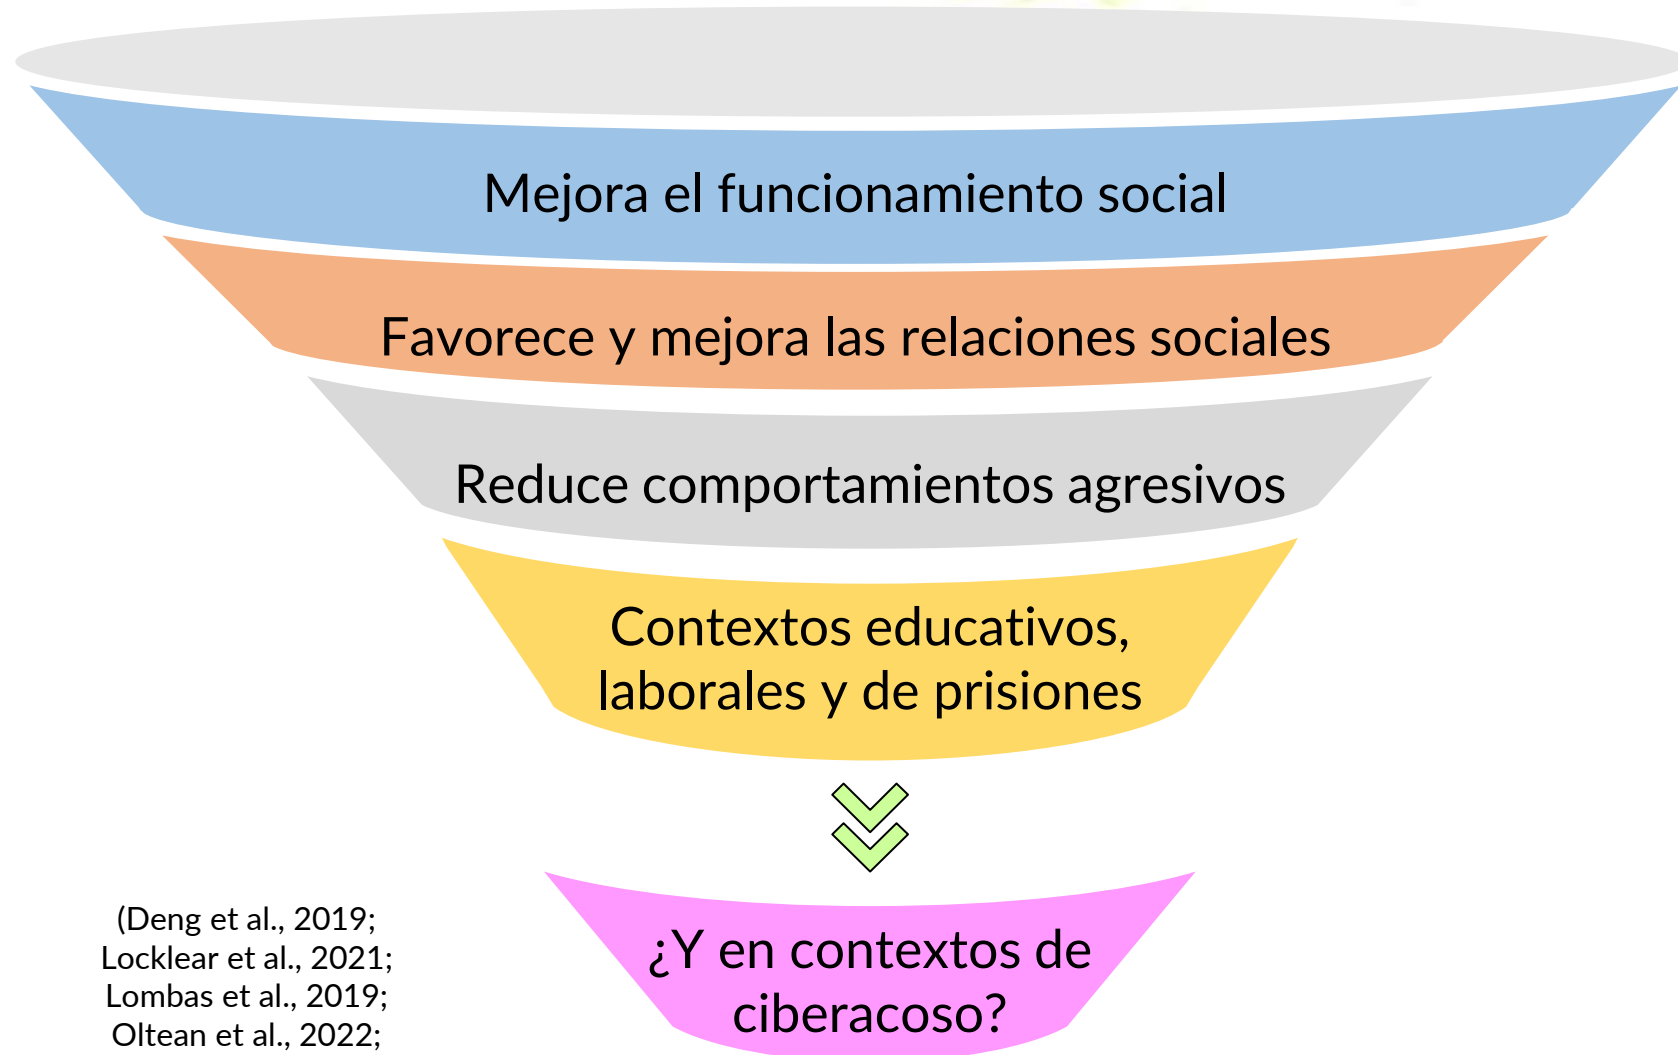 Mejora el funcionamiento social
Favorece y mejora las relaciones sociales
Reduce comportamientos agresivos
Contextos educativos,
laborales y de prisiones
¿Y en contextos de
ciberacoso?
(Deng et al., 2019;
Locklear et al., 2021;
Lombas et al., 2019;
Oltean et al., 2022;